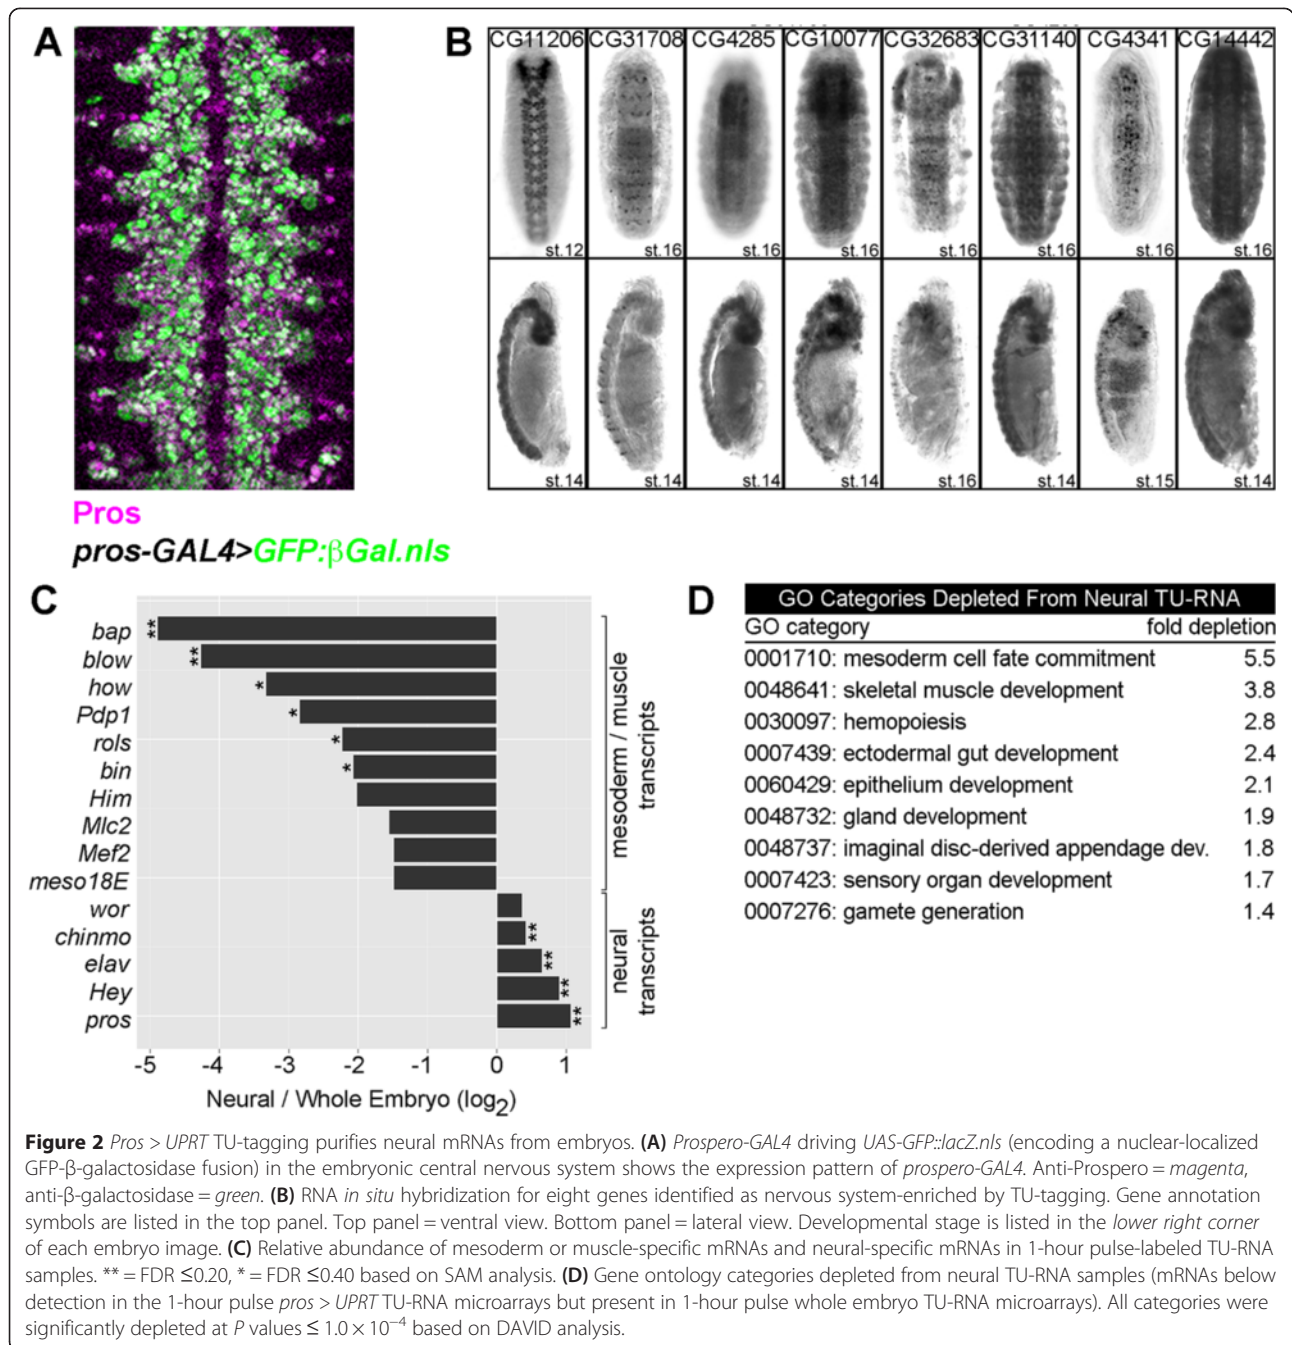 A
Pros
pros-GAL4>GFP:βGal.nls
B
CG11206 CG31708 CG4285 CG10077 CG32683 CG31140 CG4341 CG14442
st.12 st.16 st.16 st.16 st.16 st.16 st.16 st.16
st.14 st.14 st.14 st.14 st.16 st.14 st.15 st.14
C
bap **
blow **
how *
Pdp1 *
rols *
bin *
Him
Mlc2
Mef2
meso18E
wor
chinmo **
elav **
Hey **
pros **
mesoderm / muscle
transcripts
neural
transcripts
-5 -4 -3 -2 -1 0 1
Neural / Whole Embryo (log2)
D
GO Categories Depleted From Neural TU-RNA
GO category fold depletion
0001710: mesoderm cell fate commitment 5.5
0048641: skeletal muscle development 3.8
0030097: hemopoiesis 2.8
0007439: ectodermal gut development 2.4
0060429: epithelium development 2.1
0048732: gland development 1.9
0048737: imaginal disc-derived appendage dev. 1.8
0007423: sensory organ development 1.7
0007276: gamete generation 1.4
Figure 2 Pros > UPRT TU-tagging purifies neural mRNAs from embryos. (A) Prospero-GAL4 driving UAS-GFP::lacZ.nls (encoding a nuclear-localized
GFP-β-galactosidase fusion) in the embryonic central nervous system shows the expression pattern of prospero-GAL4. Anti-Prospero = magenta,
anti-β-galactosidase = green. (B) RNA in situ hybridization for eight genes identified as nervous system-enriched by TU-tagging. Gene annotation
symbols are listed in the top panel. Top panel = ventral view. Bottom panel = lateral view. Developmental stage is listed in the lower right corner
of each embryo image. (C) Relative abundance of mesoderm or muscle-specific mRNAs and neural-specific mRNAs in 1-hour pulse-labeled TU-RNA
samples. ** = FDR ≤0.20, * = FDR ≤0.40 based on SAM analysis. (D) Gene ontology categories depleted from neural TU-RNA samples (mRNAs below
detection in the 1-hour pulse pros > UPRT TU-RNA microarrays but present in 1-hour pulse whole embryo TU-RNA microarrays). All categories were
significantly depleted at P values ≤ 1.0 × 10⁻⁴ based on DAVID analysis.